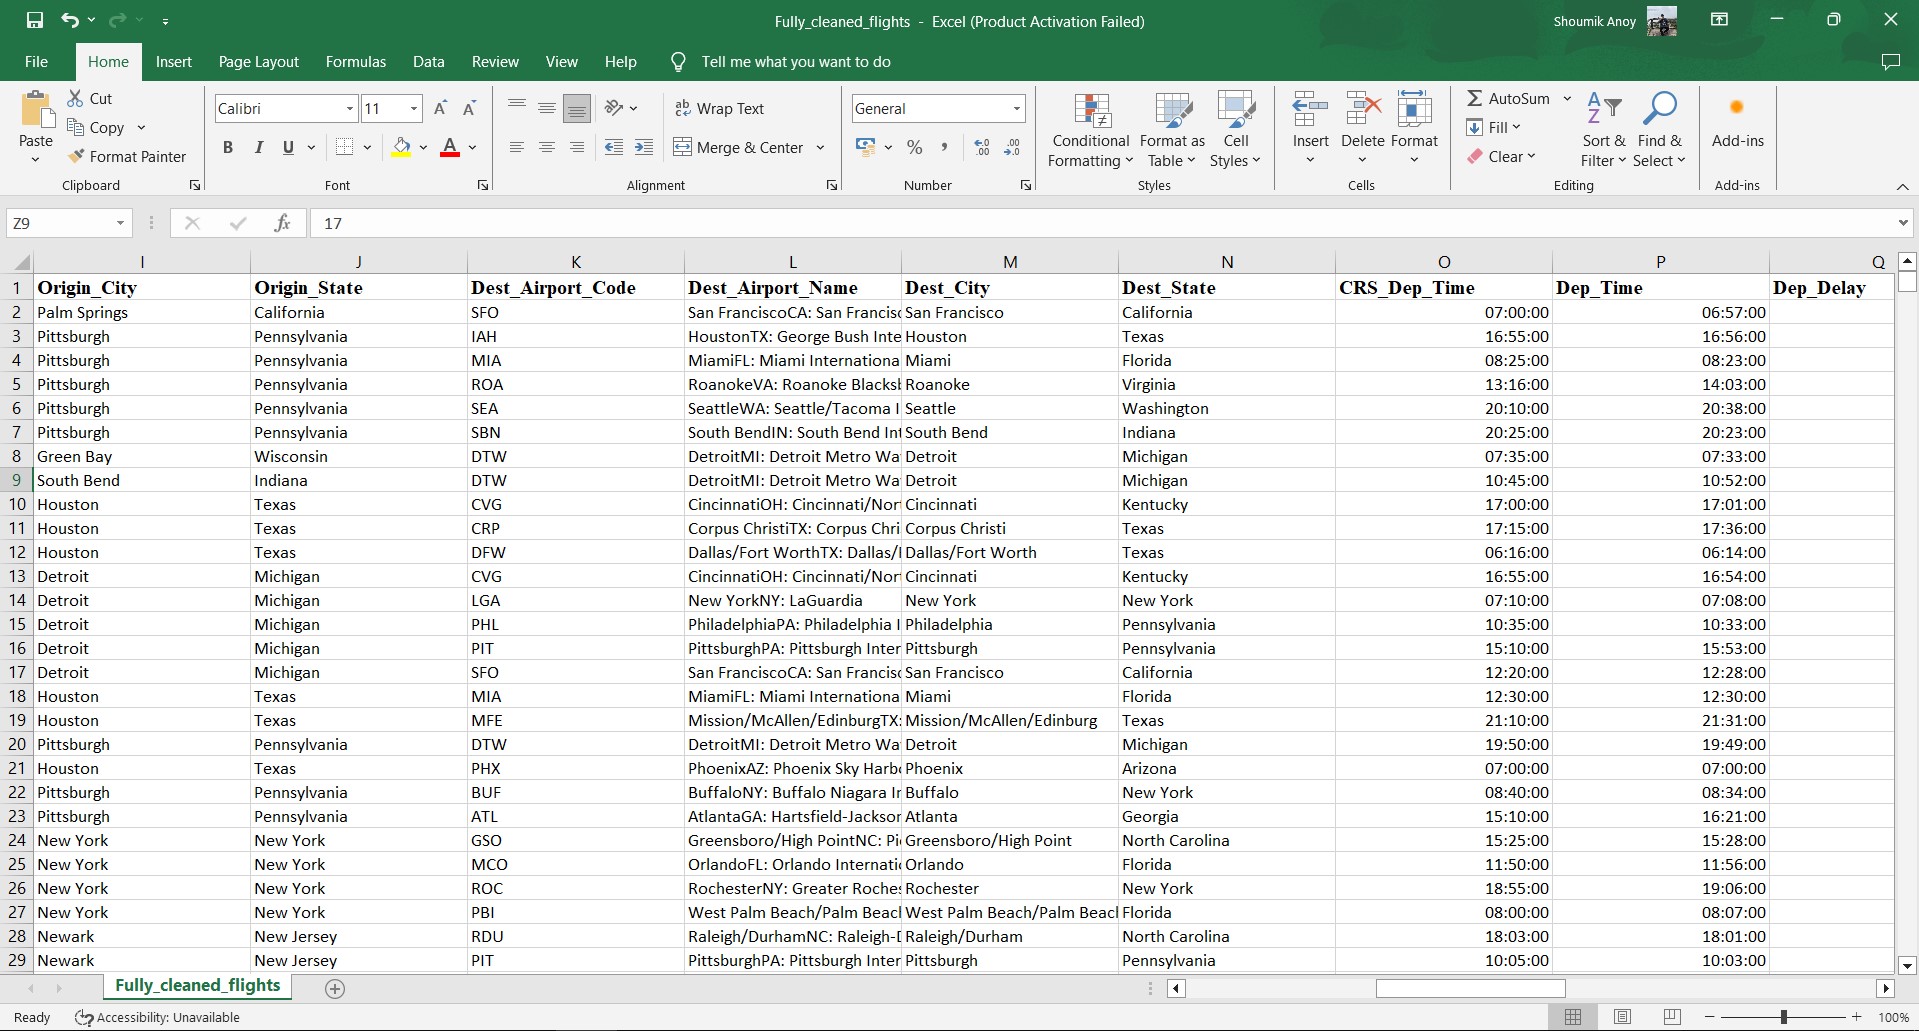 Fully_cleaned_flights - Excel (Product Activation Failed)
Shoumik Anoy
File Home Insert Page Layout Formulas Data Review View Help Tell me what you want to do
Paste
Cut
Copy
Format Painter
Clipboard
Calibri 11
B I U
Font
Wrap Text
Merge & Center
Alignment
General
Number
Conditional Formatting
Format as Table
Cell Styles
Styles
Insert Delete Format
Cells
AutoSum
Fill
Clear
Sort & Filter
Find & Select
Editing
Add-ins
Add-ins
Z9 fx 17
I J K L M N O P Q
1 Origin_City Origin_State Dest_Airport_Code Dest_Airport_Name Dest_City Dest_State CRS_Dep_Time Dep_Time Dep_Delay
2 Palm Springs California SFO San FranciscoCA: San Francisc San Francisco California 07:00:00 06:57:00
3 Pittsburgh Pennsylvania IAH HoustonTX: George Bush Inte Houston Texas 16:55:00 16:56:00
4 Pittsburgh Pennsylvania MIA MiamiFL: Miami Internationa Miami Florida 08:25:00 08:23:00
5 Pittsburgh Pennsylvania ROA RoanokeVA: Roanoke Blacksb Roanoke Virginia 13:16:00 14:03:00
6 Pittsburgh Pennsylvania SEA SeattleWA: Seattle/Tacoma I Seattle Washington 20:10:00 20:38:00
7 Pittsburgh Pennsylvania SBN South BendIN: South Bend Int South Bend Indiana 20:25:00 20:23:00
8 Green Bay Wisconsin DTW DetroitMI: Detroit Metro Wa Detroit Michigan 07:35:00 07:33:00
9 South Bend Indiana DTW DetroitMI: Detroit Metro Wa Detroit Michigan 10:45:00 10:52:00
10 Houston Texas CVG CincinnatiOH: Cincinnati/Nort Cincinnati Kentucky 17:00:00 17:01:00
11 Houston Texas CRP Corpus ChristiTX: Corpus Chri Corpus Christi Texas 17:15:00 17:36:00
12 Houston Texas DFW Dallas/Fort WorthTX: Dallas/ Dallas/Fort Worth Texas 06:16:00 06:14:00
13 Detroit Michigan CVG CincinnatiOH: Cincinnati/Nort Cincinnati Kentucky 16:55:00 16:54:00
14 Detroit Michigan LGA New YorkNY: LaGuardia New York New York 07:10:00 07:08:00
15 Detroit Michigan PHL PhiladelphiaPA: Philadelphia I Philadelphia Pennsylvania 10:35:00 10:33:00
16 Detroit Michigan PIT PittsburghPA: Pittsburgh Inter Pittsburgh Pennsylvania 15:10:00 15:53:00
17 Detroit Michigan SFO San FranciscoCA: San Francisc San Francisco California 12:20:00 12:28:00
18 Houston Texas MIA MiamiFL: Miami Internationa Miami Florida 12:30:00 12:30:00
19 Houston Texas MFE Mission/McAllen/EdinburgTX: Mission/McAllen/Edinburg Texas 21:10:00 21:31:00
20 Pittsburgh Pennsylvania DTW DetroitMI: Detroit Metro Wa Detroit Michigan 19:50:00 19:49:00
21 Houston Texas PHX PhoenixAZ: Phoenix Sky Harbo Phoenix Arizona 07:00:00 07:00:00
22 Pittsburgh Pennsylvania BUF BuffaloNY: Buffalo Niagara In Buffalo New York 08:40:00 08:34:00
23 Pittsburgh Pennsylvania ATL AtlantaGA: Hartsfield-Jackson Atlanta Georgia 15:10:00 16:21:00
24 New York New York GSO Greensboro/High PointNC: Pi Greensboro/High Point North Carolina 15:25:00 15:28:00
25 New York New York MCO OrlandoFL: Orlando Internati Orlando Florida 11:50:00 11:56:00
26 New York New York ROC RochesterNY: Greater Roches Rochester New York 18:55:00 19:06:00
27 New York New York PBI West Palm Beach/Palm Beach West Palm Beach/Palm Beach Florida 08:00:00 08:07:00
28 Newark New Jersey RDU Raleigh/DurhamNC: Raleigh-D Raleigh/Durham North Carolina 18:03:00 18:01:00
29 Newark New Jersey PIT PittsburghPA: Pittsburgh Inter Pittsburgh Pennsylvania 10:05:00 10:03:00
Fully_cleaned_flights
Ready Accessibility: Unavailable 100%